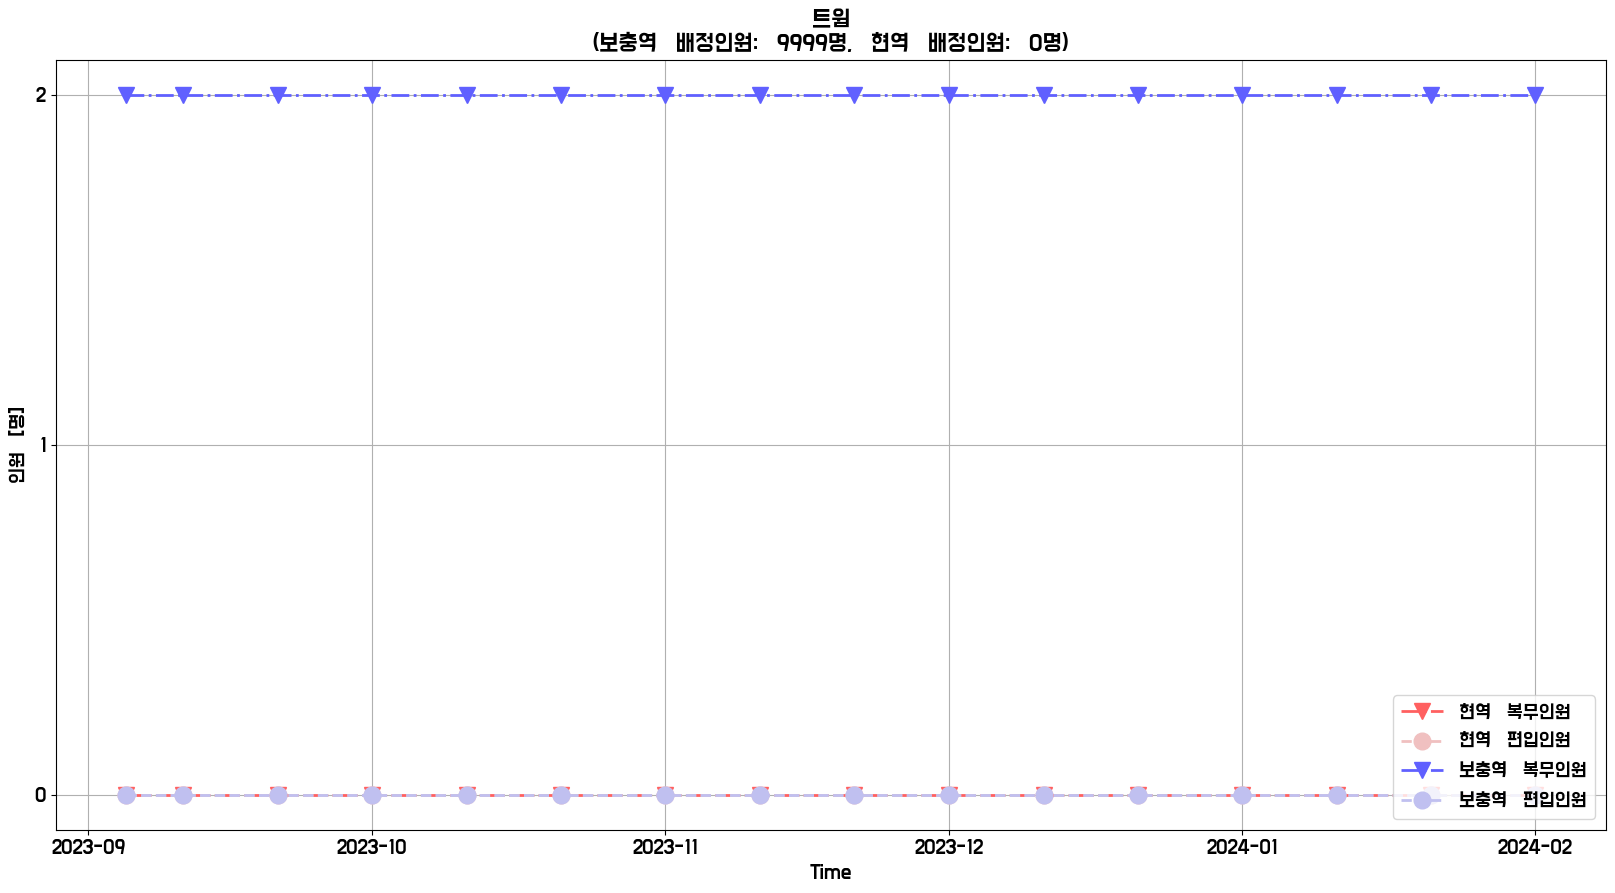 트윕
(보충역 배정인원: 9999명, 현역 배정인원: 0명)
2
1
0
인원 [명]
2023-09 2023-10 2023-11 2023-12 2024-01 2024-02
Time
현역 복무인원
현역 편입인원
보충역 복무인원
보충역 편입인원